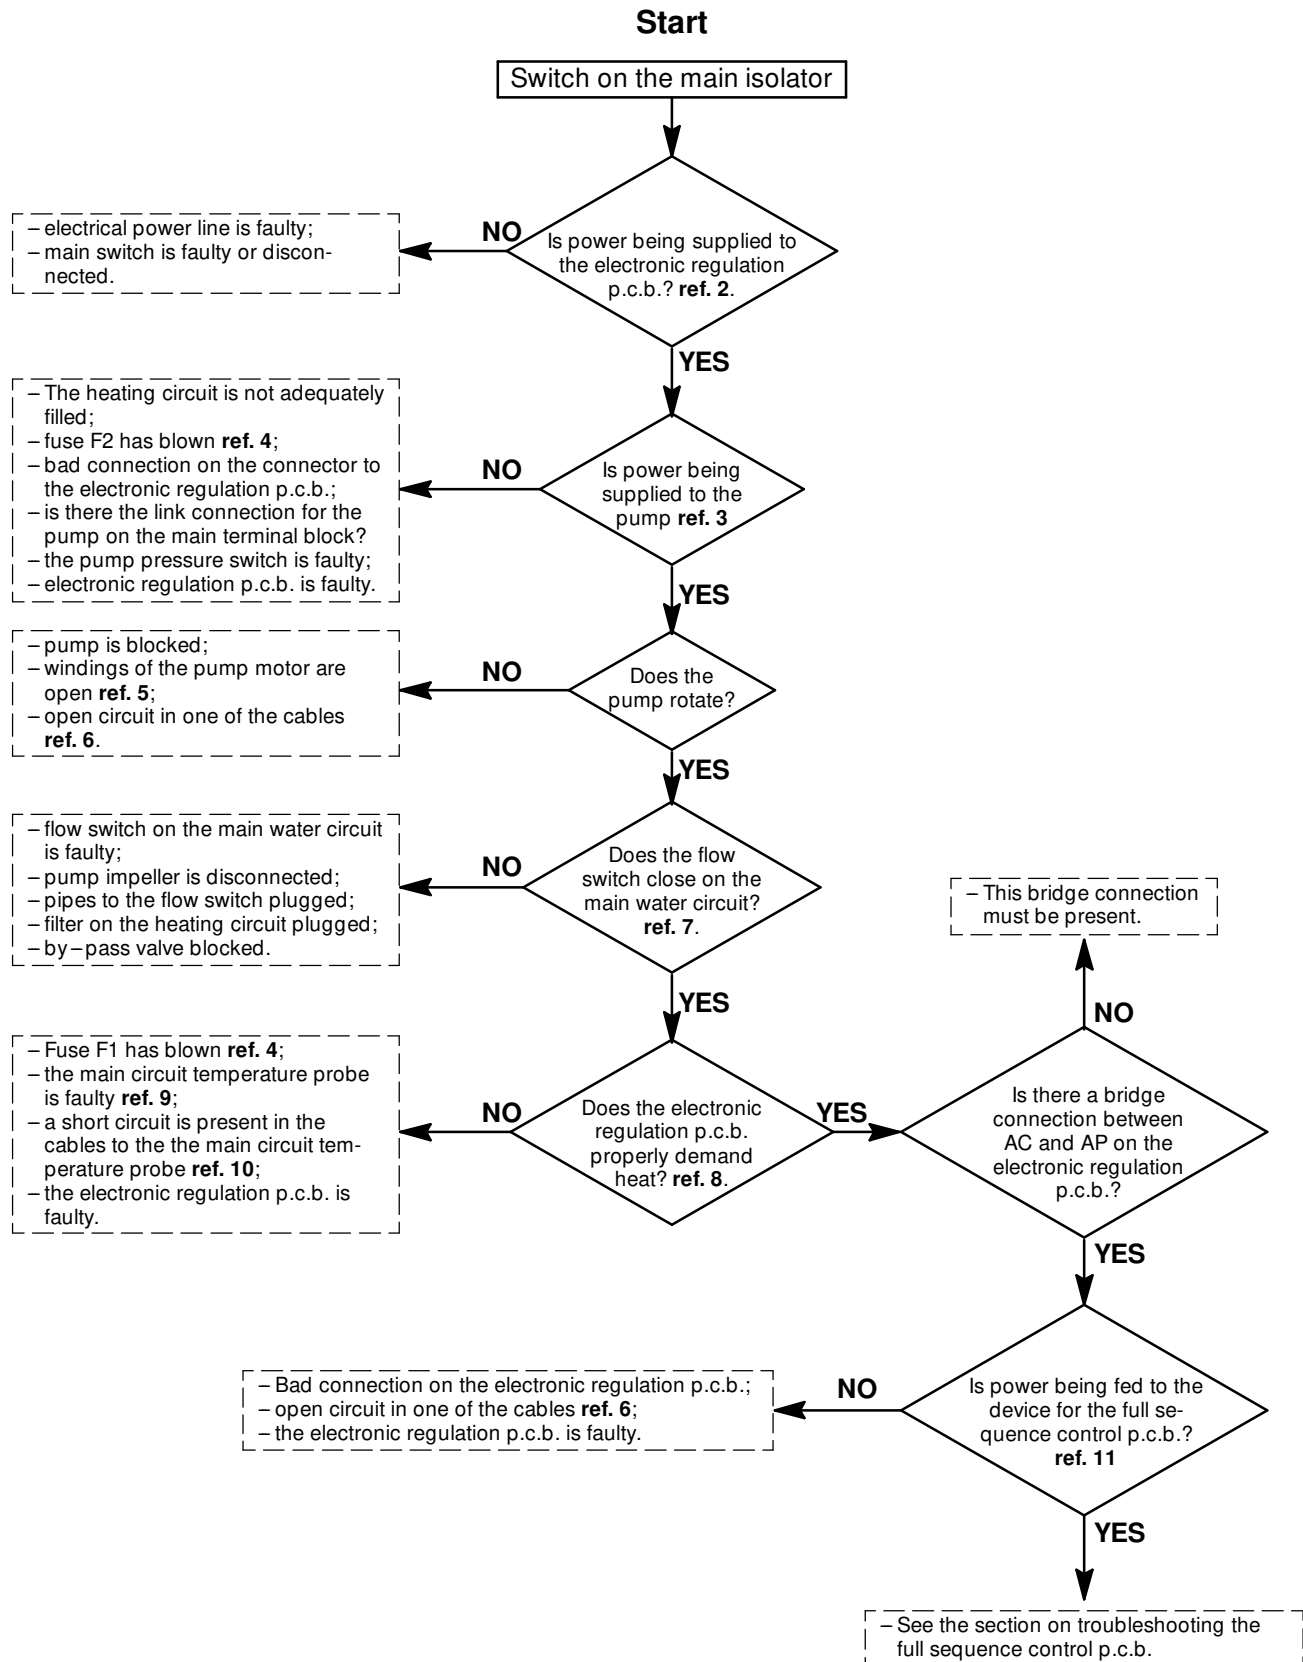 Start
Switch on the main isolator
NO
– electrical power line is faulty;
– main switch is faulty or discon-
nected.
Is power being supplied to
the electronic regulation
p.c.b.? ref. 2.
YES
– The heating circuit is not adequately
filled;
– fuse F2 has blown ref. 4;
– bad connection on the connector to
the electronic regulation p.c.b.;
– is there the link connection for the
pump on the main terminal block?
– the pump pressure switch is faulty;
– electronic regulation p.c.b. is faulty.
NO
Is power being
supplied to the
pump ref. 3
YES
– pump is blocked;
– windings of the pump motor are
open ref. 5;
– open circuit in one of the cables
ref. 6.
NO
Does the
pump rotate?
YES
– flow switch on the main water circuit
is faulty;
– pump impeller is disconnected;
– pipes to the flow switch plugged;
– filter on the heating circuit plugged;
– by–pass valve blocked.
NO
Does the flow
switch close on the
main water circuit?
ref. 7.
– This bridge connection
must be present.
YES
NO
– Fuse F1 has blown ref. 4;
– the main circuit temperature probe
is faulty ref. 9;
– a short circuit is present in the
cables to the the main circuit tem-
perature probe ref. 10;
– the electronic regulation p.c.b. is
faulty.
NO
Does the electronic
regulation p.c.b.
properly demand
heat? ref. 8.
YES
Is there a bridge
connection between
AC and AP on the
electronic regulation
p.c.b.?
YES
– Bad connection on the electronic regulation p.c.b.;
– open circuit in one of the cables ref. 6;
– the electronic regulation p.c.b. is faulty.
NO
Is power being fed to the
device for the full se-
quence control p.c.b.?
ref. 11
YES
– See the section on troubleshooting the
full sequence control p.c.b.